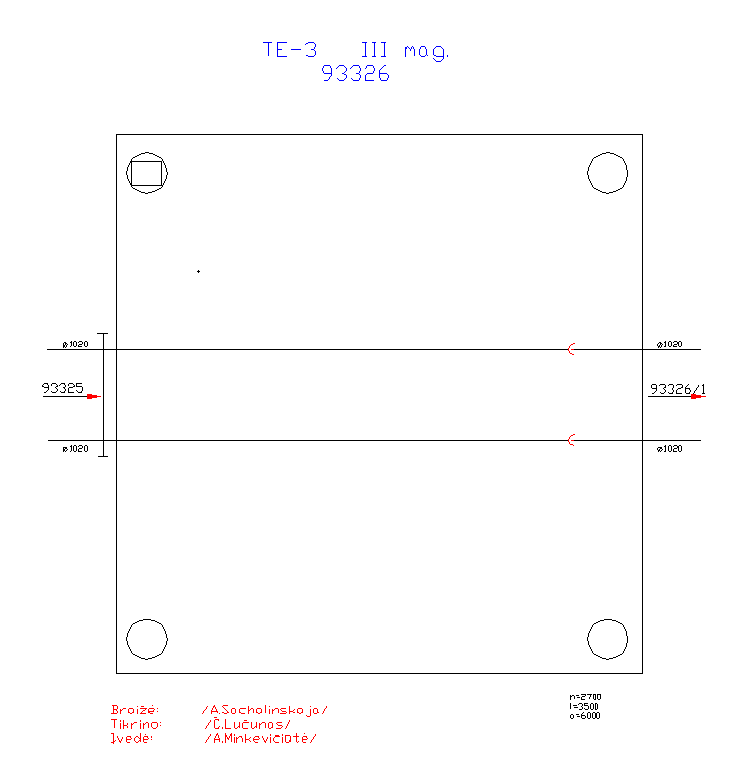 TE-3 III mag.
93326
ø1020 ø1020
93325 93326/1
ø1020 ø1020
n=2700
l=3500
a=6000
Braižė: /A.Socholinskaja/
Tikrino: /Č.Lučunas/
Įvedė: /A.Minkevičiūtė/